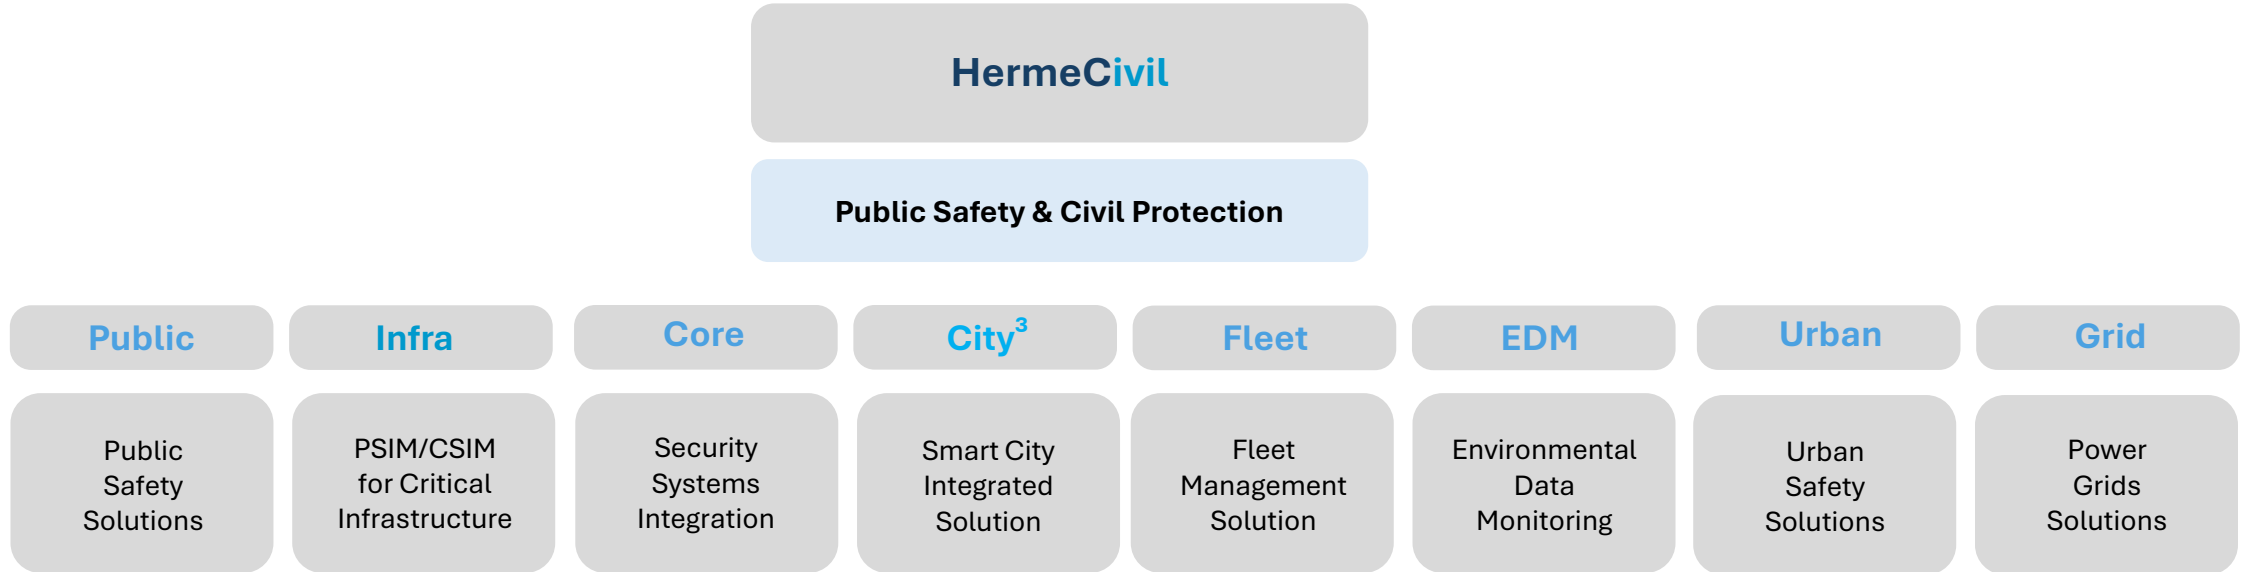 HermeCivil
Public Safety & Civil Protection
Public
Infra
Core
City³
Fleet
EDM
Urban
Grid
Public
Safety
Solutions
PSIM/CSIM
for Critical
Infrastructure
Security
Systems
Integration
Smart City
Integrated
Solution
Fleet
Management
Solution
Environmental
Data
Monitoring
Urban
Safety
Solutions
Power
Grids
Solutions